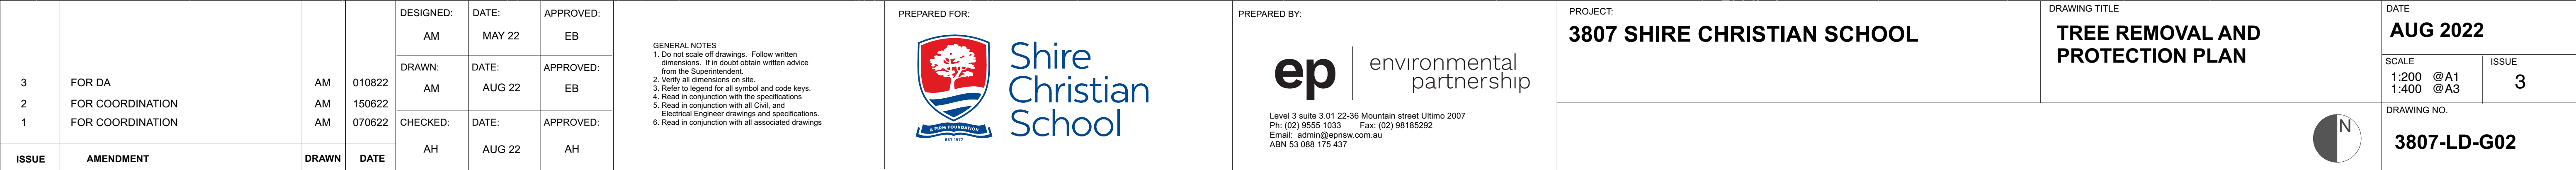 3 FOR DA AM 010822
2 FOR COORDINATION AM 150622
1 FOR COORDINATION AM 070622
ISSUE AMENDMENT DRAWN DATE
DESIGNED: DATE: APPROVED:
AM MAY 22 EB
DRAWN: DATE: APPROVED:
AM AUG 22 EB
CHECKED: DATE: APPROVED:
AH AUG 22 AH
GENERAL NOTES
1. Do not scale off drawings. Follow written
dimensions. If in doubt obtain written advice
from the Superintendent.
2. Verify all dimensions on site.
3. Refer to legend for all symbol and code keys.
4. Read in conjunction with the specifications
5. Read in conjunction with all Civil, and
Electrical Engineer drawings and specifications.
6. Read in conjunction with all associated drawings
PREPARED FOR:
Shire
Christian
School
A FIRM FOUNDATION
EST 1977
PREPARED BY:
ep environmental
partnership
Level 3 suite 3.01 22-36 Mountain street Ultimo 2007
Ph: (02) 9555 1033 Fax: (02) 98185292
Email: admin@epnsw.com.au
ABN 53 088 175 437
PROJECT:
3807 SHIRE CHRISTIAN SCHOOL
N
DRAWING TITLE
TREE REMOVAL AND
PROTECTION PLAN
DATE
AUG 2022
SCALE
1:200 @A1
1:400 @A3
ISSUE
3
DRAWING NO.
3807-LD-G02